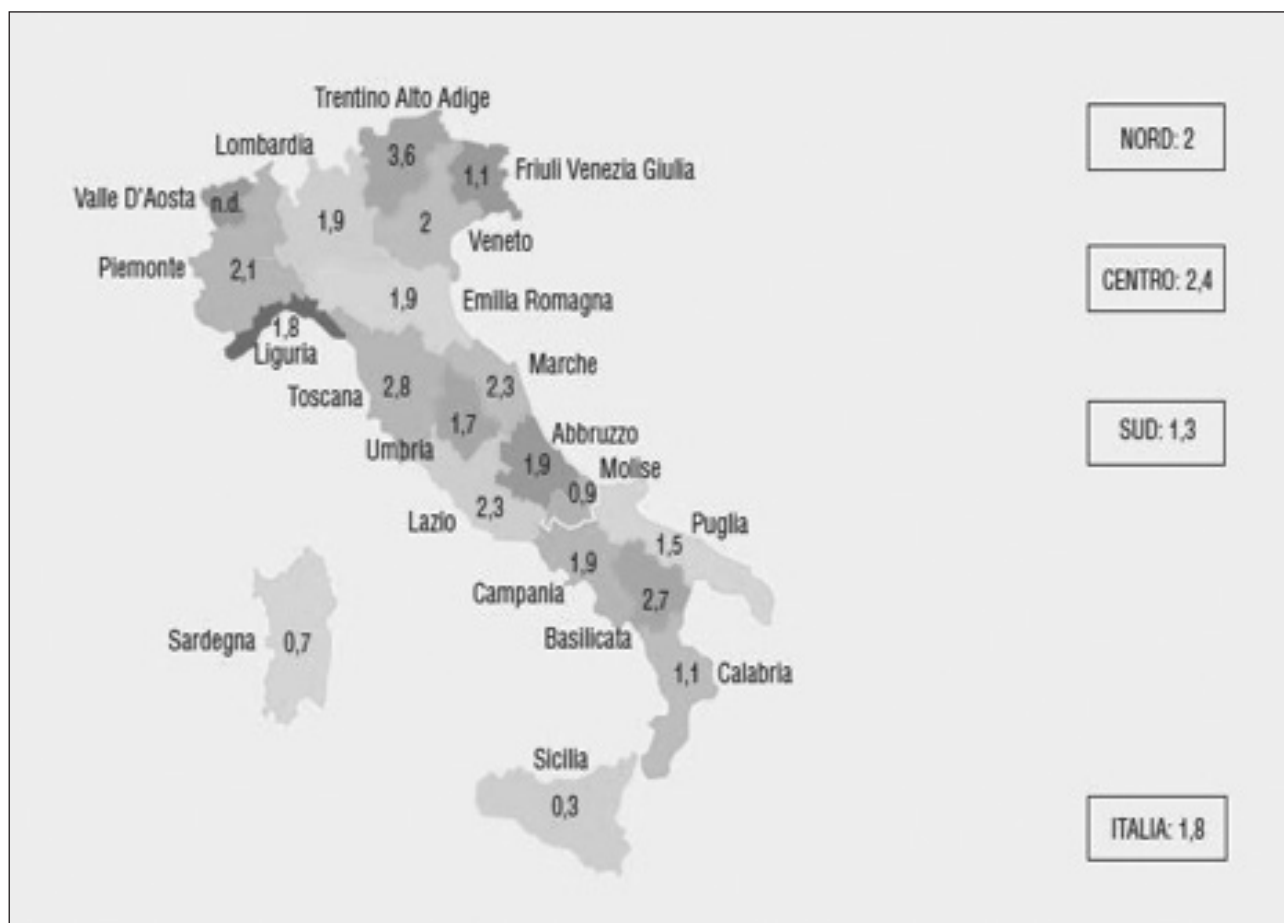 Trentino Alto Adige
3,6
NORD: 2
Lombardia
1,9
1,1
Friuli Venezia Giulia
Valle D'Aosta
n.d.
2
Veneto
Piemonte
2,1
CENTRO: 2,4
1,9
Emilia Romagna
1,8
Liguria
Marche
2,3
Toscana
2,8
Umbria
1,7
Abbruzzo
1,9
SUD: 1,3
Molise
0,9
Lazio
2,3
Puglia
1,5
Campania
1,9
Basilicata
2,7
Sardegna
0,7
1,1
Calabria
Sicilia
0,3
ITALIA: 1,8